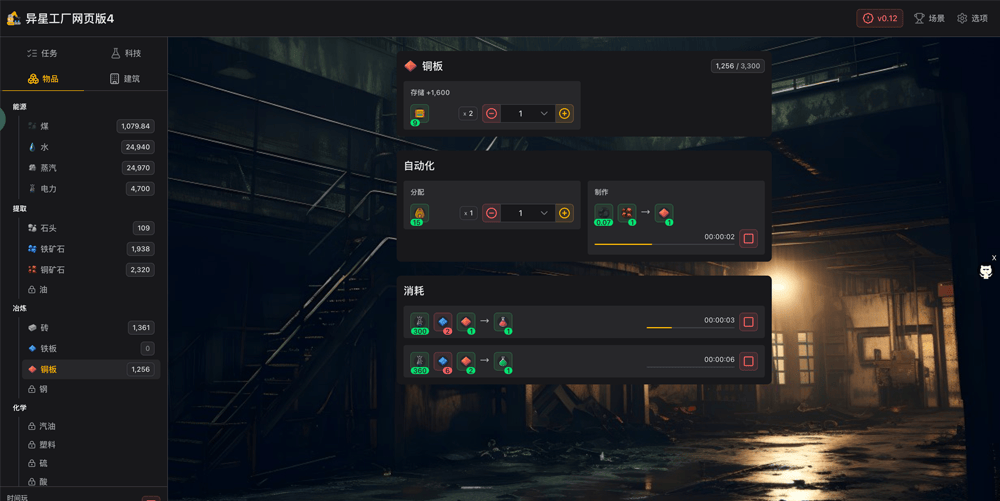 异星工厂网页版4
v0.12
场景
选项
任务
科技
物品
建筑
能源
煤 1,079.84
水 24,940
蒸汽 24,970
电力 4,700
提取
石头 109
铁矿石 1,938
铜矿石 2,320
油
冶炼
砖 1,361
铁板 0
铜板 1,256
钢
化学
汽油
塑料
硫
酸
时间玩
铜板
1,256 / 3,300
存储 +1,600
9
x 2
1
自动化
分配
15
x 1
1
制作
0.07 1 → 1
00:00:02
消耗
300 2 1 → 1
00:00:03
360 6 2 → 1
00:00:06
X